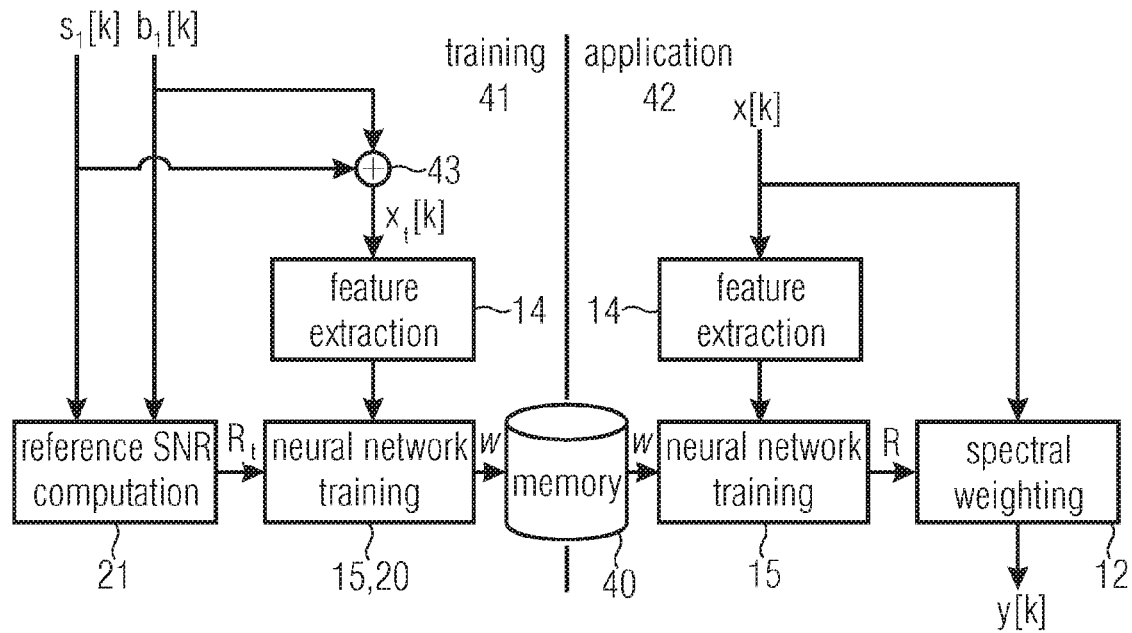 s₁[k] b₁[k]
training
41
application
42
x[k]
+
43
xₜ[k]
feature
extraction
14
14
feature
extraction
reference SNR
computation
Rₜ
neural network
training
w
memory
w
neural network
training
R
spectral
weighting
21
15,20
40
15
12
y[k]